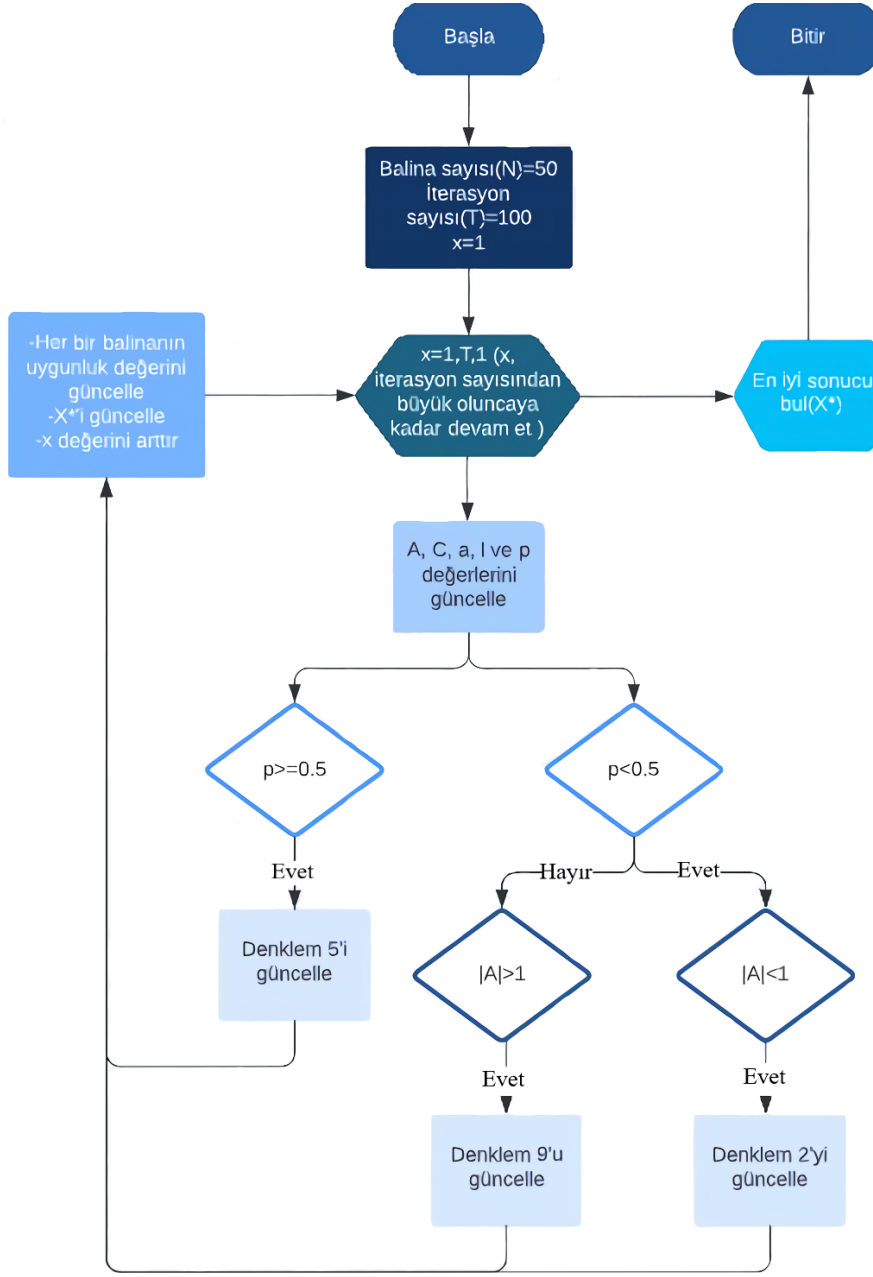 Başla
Bitir
Balina sayısı(N)=50
İterasyon
sayısı(T)=100
x=1
-Her bir balinanın
uygunluk değerini
güncelle
-X*'i güncelle
-x değerini arttır
x=1,T,1 (x,
iterasyon sayısından
büyük oluncaya
kadar devam et )
En iyi sonucu
bul(X*)
A, C, a, l ve p
değerlerini
güncelle
p>=0.5
p<0.5
Evet
Hayır
Evet
Denklem 5'i
güncelle
|A|>1
|A|<1
Evet
Evet
Denklem 9'u
güncelle
Denklem 2'yi
güncelle